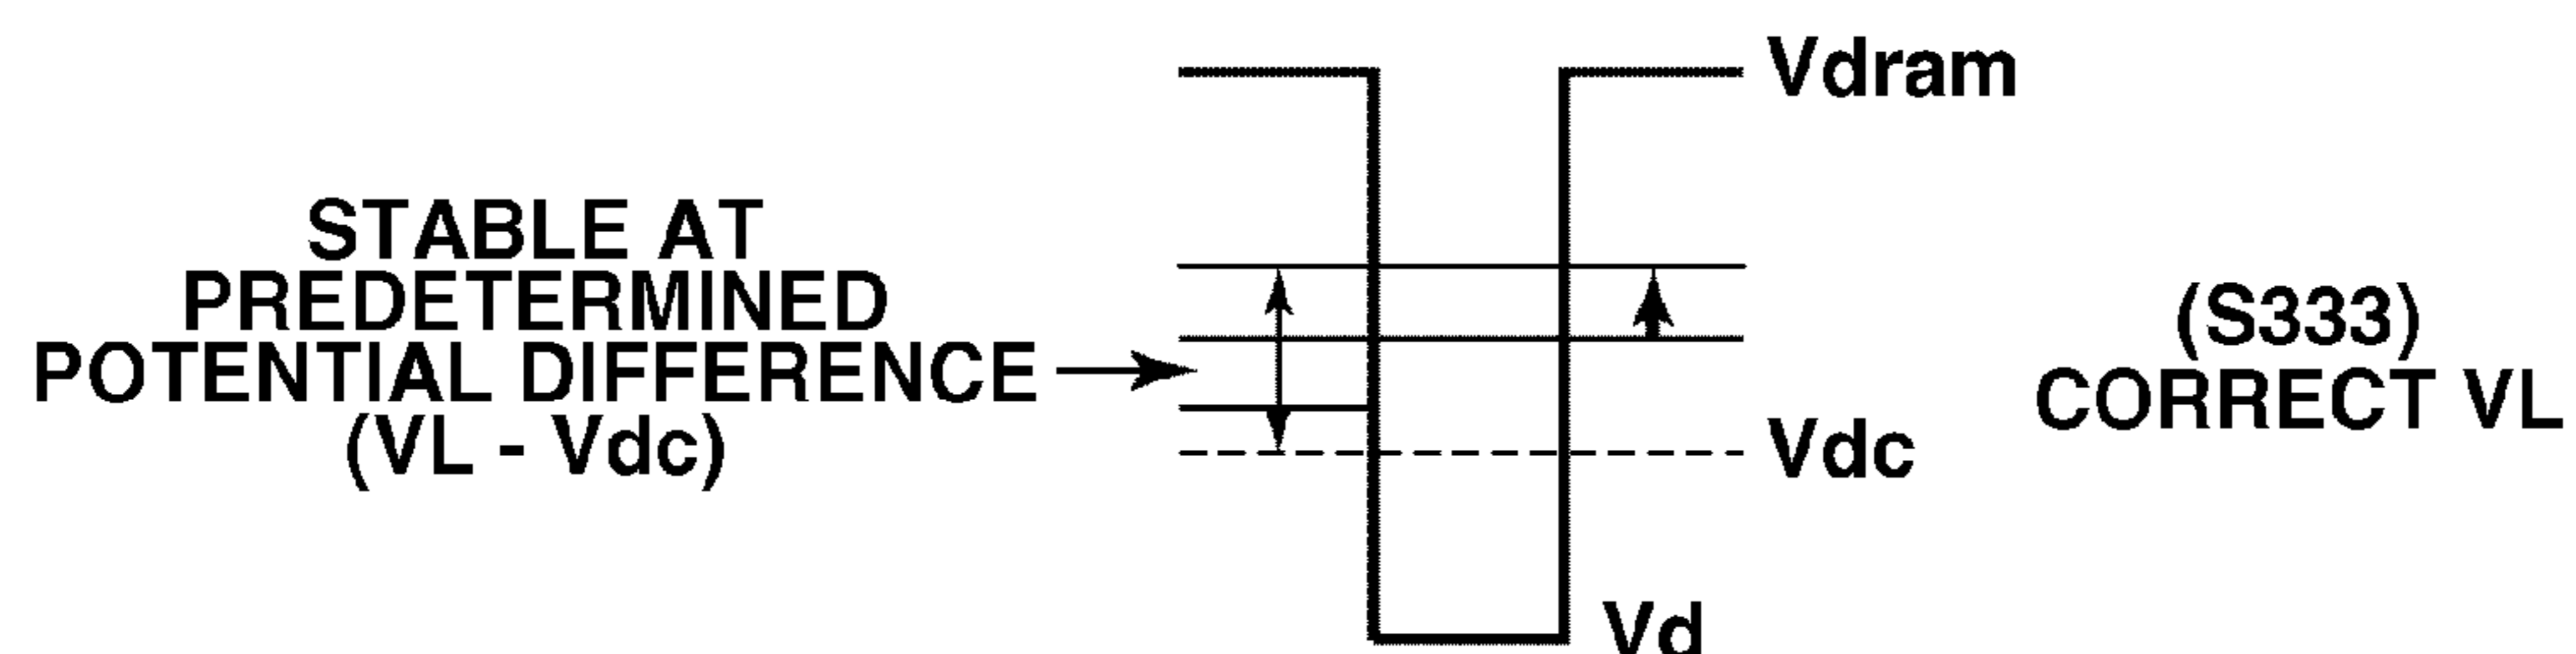 Vdram
STABLE AT
PREDETERMINED
POTENTIAL DIFFERENCE
(VL - Vdc)
(S333)
CORRECT VL
Vdc
Vd